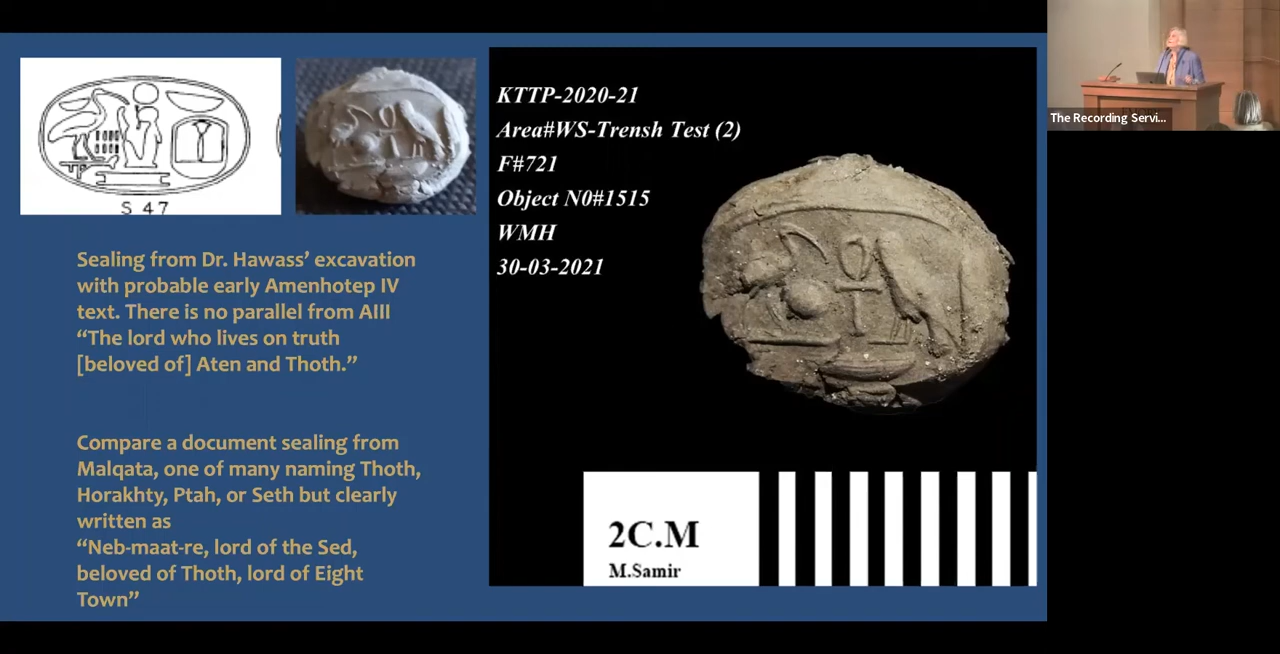 S 47
Sealing from Dr. Hawass' excavation
with probable early Amenhotep IV
text. There is no parallel from AIII
“The lord who lives on truth
[beloved of] Aten and Thoth.”
Compare a document sealing from
Malqata, one of many naming Thoth,
Horakhty, Ptah, or Seth but clearly
written as
“Neb-maat-re, lord of the Sed,
beloved of Thoth, lord of Eight
Town”
KTTP-2020-21
Area#WS-Trensh Test (2)
F#721
Object N0#1515
WMH
30-03-2021
2C.M
M.Samir
The Recording Servi...